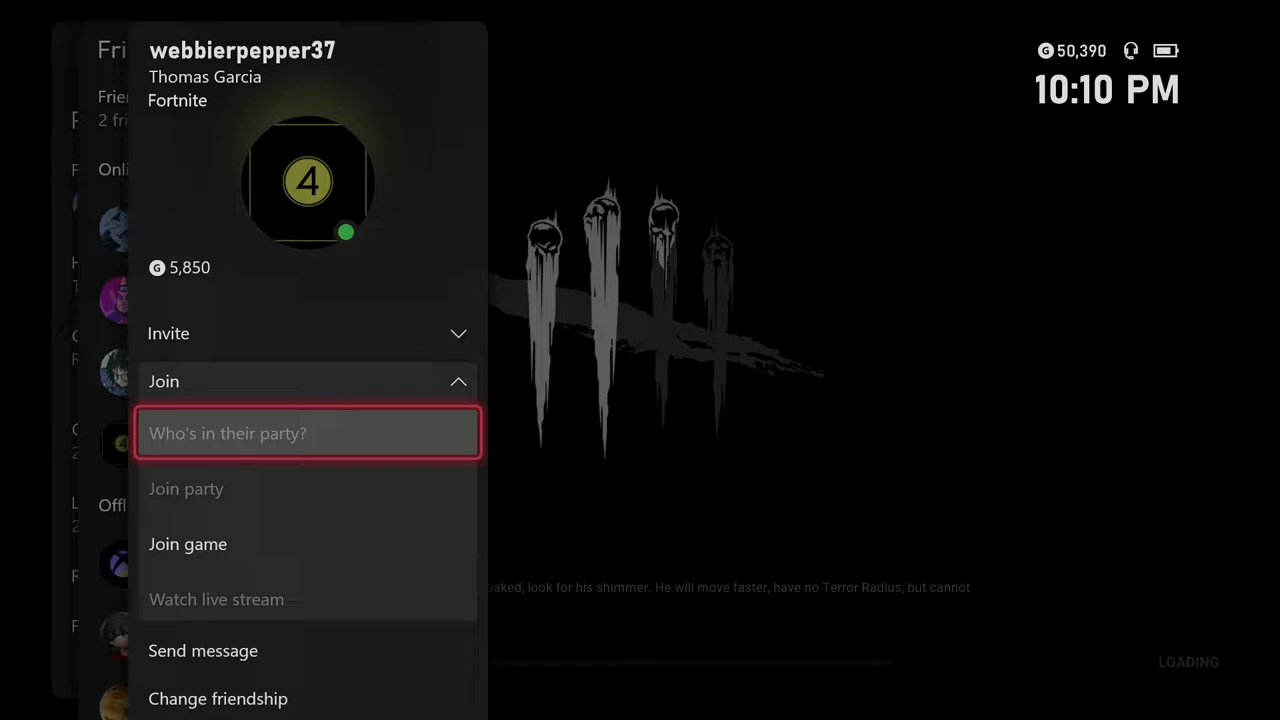 webbierpepper37
Thomas Garcia
Fortnite
4
5,850
Invite
Join
Who's in their party?
Join party
Join game
Watch live stream
Send message
Change friendship
Fri
Frie
2 fri
Onli
Offl
50,390
10:10 PM
oaked, look for his shimmer. He will move faster, have no Terror Radius, but cannot
LOADING